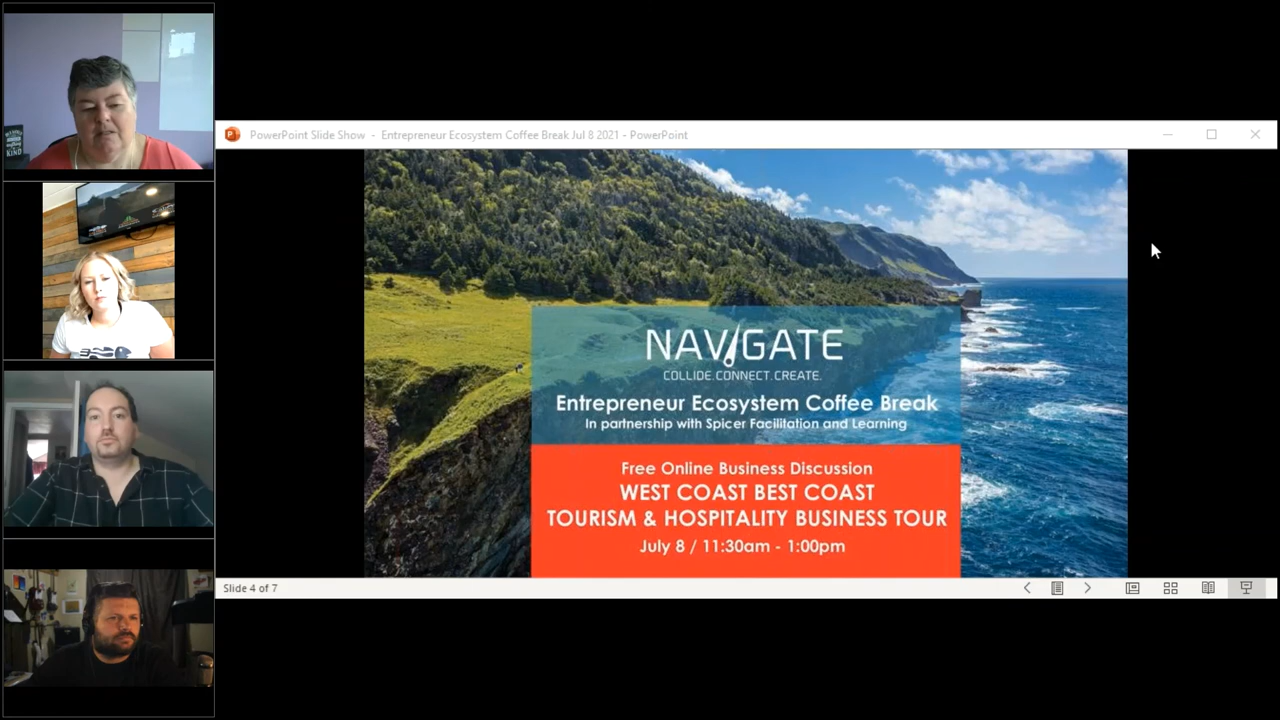 PowerPoint Slide Show - Entrepreneur Ecosystem Coffee Break Jul 8 2021 - PowerPoint
NAVIGATE
COLLIDE.CONNECT.CREATE.
Entrepreneur Ecosystem Coffee Break
In partnership with Spicer Facilitation and Learning
Free Online Business Discussion
WEST COAST BEST COAST
TOURISM & HOSPITALITY BUSINESS TOUR
July 8 / 11:30am - 1:00pm
Slide 4 of 7
KIND